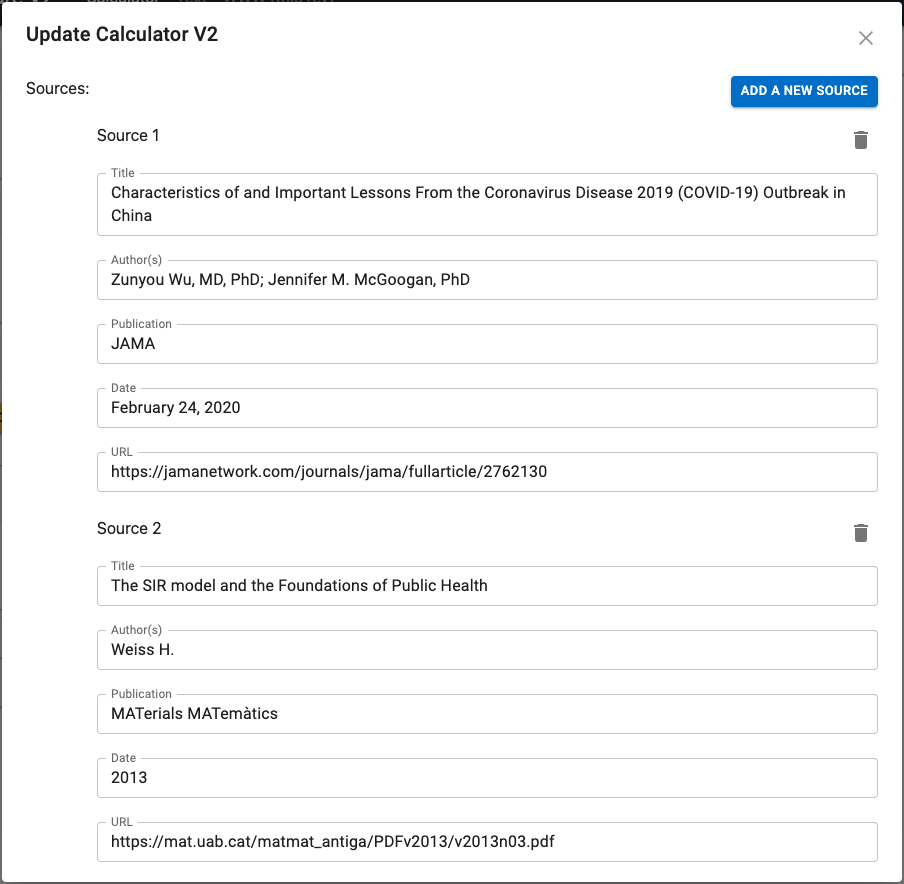 Update Calculator V2
Sources:
ADD A NEW SOURCE
Source 1
Title
Characteristics of and Important Lessons From the Coronavirus Disease 2019 (COVID-19) Outbreak in
China
Author(s)
Zunyou Wu, MD, PhD; Jennifer M. McGoogan, PhD
Publication
JAMA
Date
February 24, 2020
URL
https://jamanetwork.com/journals/jama/fullarticle/2762130
Source 2
Title
The SIR model and the Foundations of Public Health
Author(s)
Weiss H.
Publication
MATerials MATemàtics
Date
2013
URL
https://mat.uab.cat/matmat_antiga/PDFv2013/v2013n03.pdf